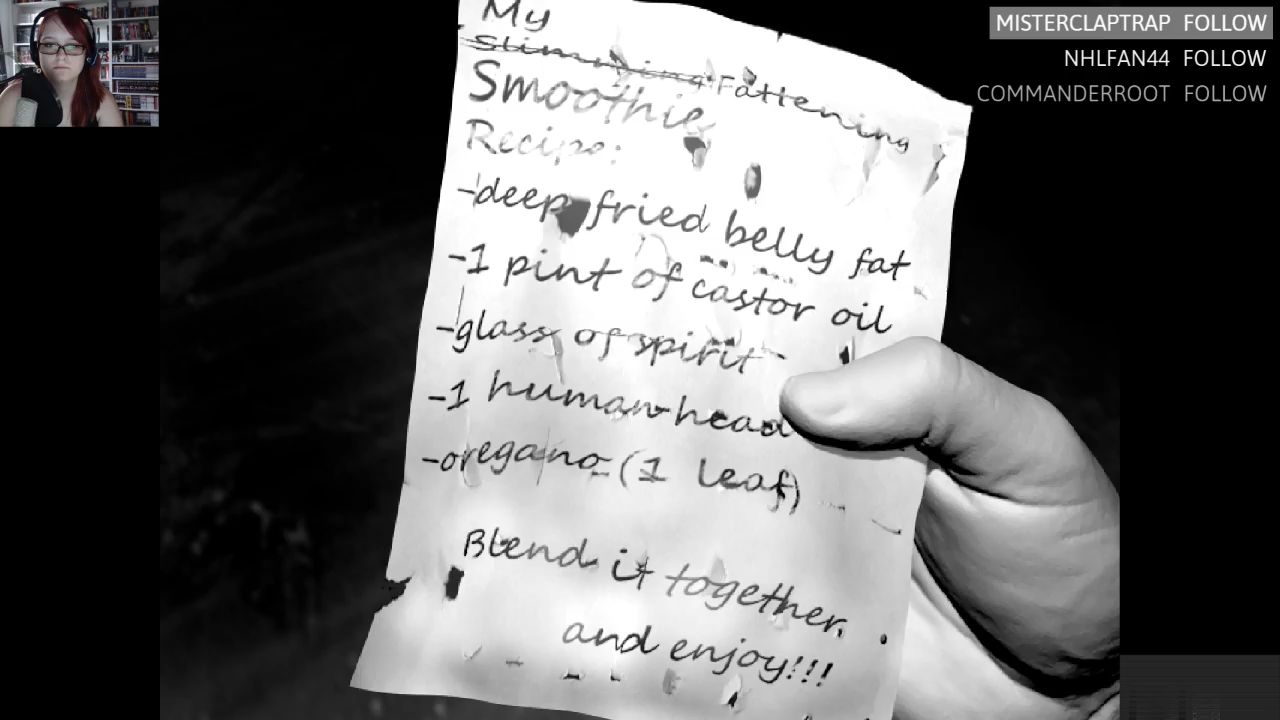 MISTERCLAPTRAP FOLLOW
NHLFAN44 FOLLOW
COMMANDERROOT FOLLOW
My
Slimming Fattening
Smoothie
Recipe:
-deep fried belly fat
-1 pint of castor oil
-glass of spirit
-1 human head
-oregano (1 leaf)
Blend it together
and enjoy!!!